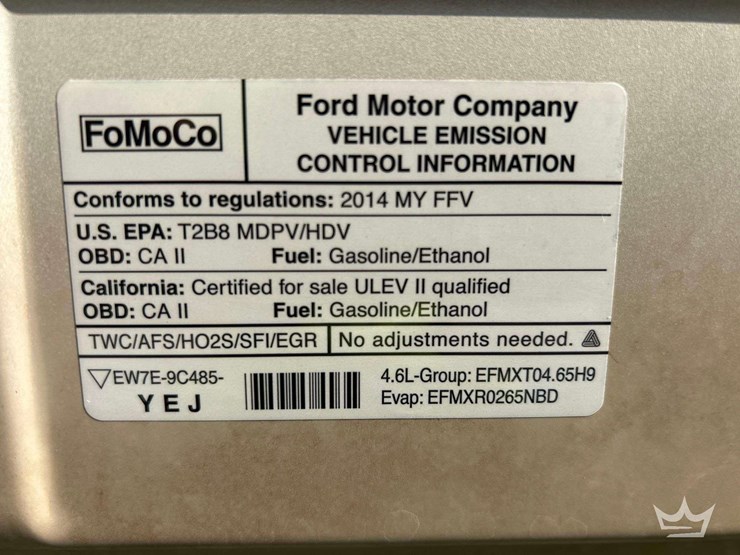 FoMoCo
Ford Motor Company
VEHICLE EMISSION
CONTROL INFORMATION
Conforms to regulations: 2014 MY FFV
U.S. EPA: T2B8 MDPV/HDV
OBD: CA II Fuel: Gasoline/Ethanol
California: Certified for sale ULEV II qualified
OBD: CA II Fuel: Gasoline/Ethanol
TWC/AFS/HO2S/SFI/EGR No adjustments needed.
EW7E-9C485-
YEJ
4.6L-Group: EFMXT04.65H9
Evap: EFMXR0265NBD